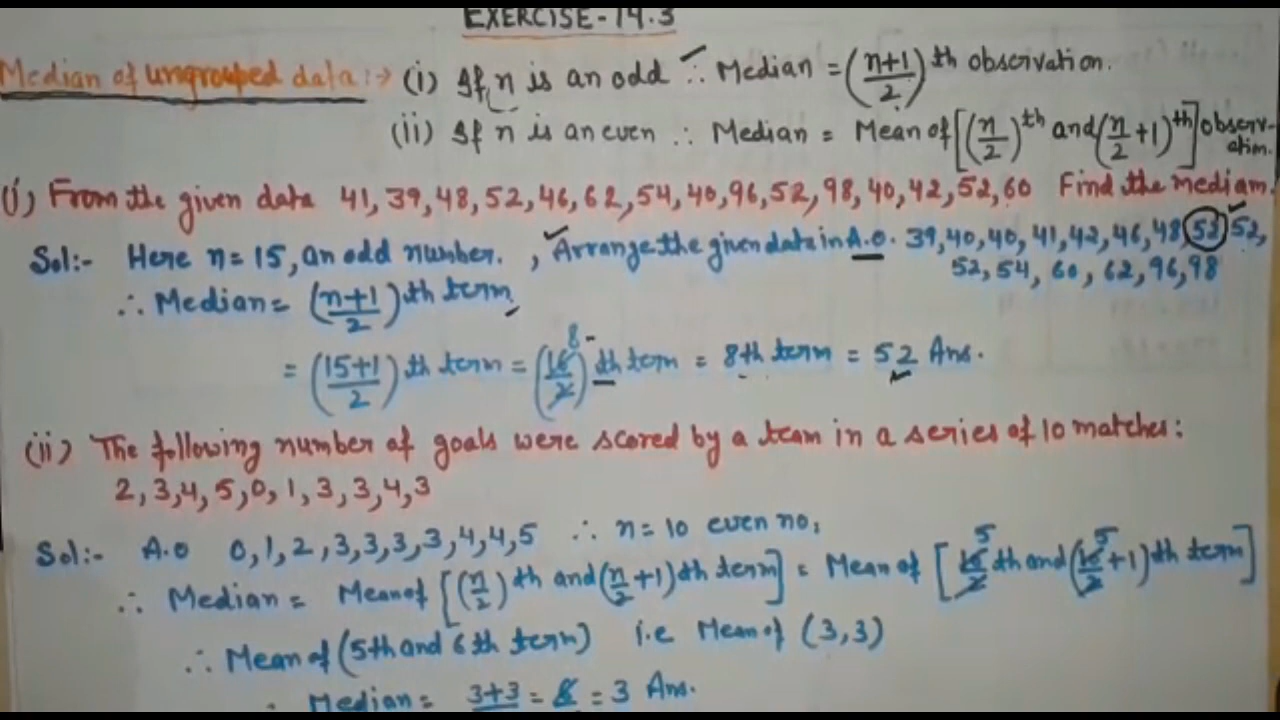 EXERCISE-14.3
Median of ungrouped data:→ (i) If n is an odd ∴ Median = (n+1/2)th observation.
(ii) If n is an even ∴ Median = Mean of [(n/2)th and (n/2+1)th] observation.
(i) From the given data 41, 39, 48, 52, 46, 62, 54, 40, 96, 52, 98, 40, 42, 52, 60 Find the median.
Sol:- Here n=15, an odd number. , Arrange the given data in A.O. 39, 40, 40, 41, 42, 46, 48, 52, 52,
52, 54, 60, 62, 96, 98
∴ Median = (n+1/2)th term
= (15+1/2)th term = (16/2)8 th term = 8th term = 52 Ans.
(ii) The following number of goals were scored by a team in a series of 10 matches:
2, 3, 4, 5, 0, 1, 3, 3, 4, 3
Sol:- A.O 0, 1, 2, 3, 3, 3, 3, 4, 4, 5 ∴ n = 10 even no.
∴ Median = Mean of [(n/2)th and (n/2+1)th term] = Mean of [10/2 5 th and (10/2 5 +1)th term]
∴ Mean of (5th and 6th term) i.e Mean of (3,3)
∴ Median = 3+3 = 6 = 3 Ans.